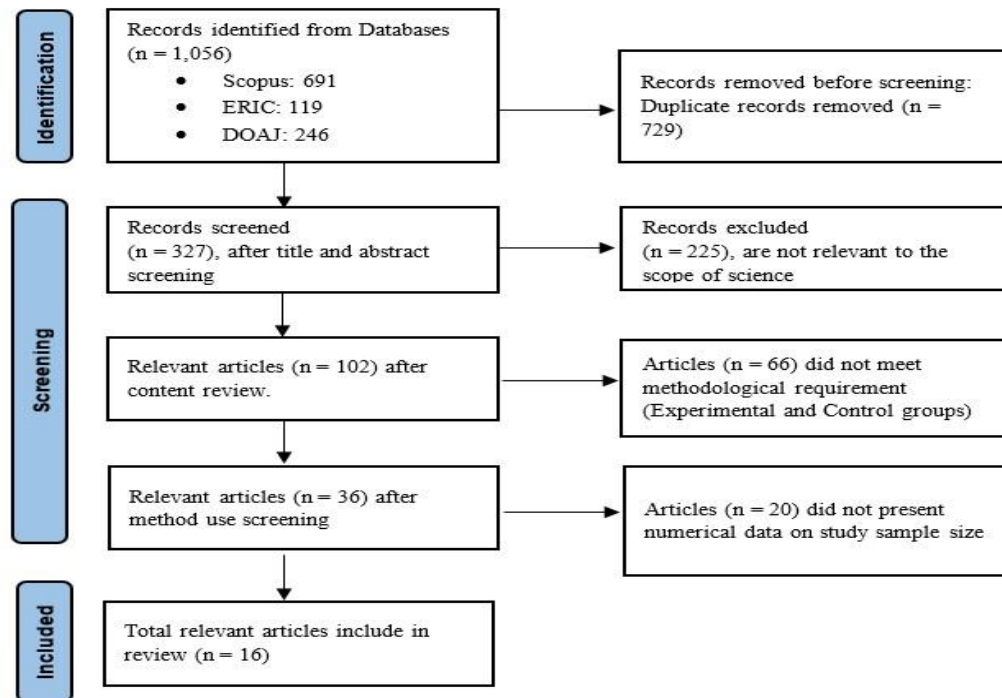 Identification
Records identified from Databases
(n = 1,056)
• Scopus: 691
• ERIC: 119
• DOAJ: 246
Records removed before screening:
Duplicate records removed (n =
729)
Screening
Records screened
(n = 327), after title and abstract
screening
Records excluded
(n = 225), are not relevant to the
scope of science
Relevant articles (n = 102) after
content review.
Articles (n = 66) did not meet
methodological requirement
(Experimental and Control groups)
Relevant articles (n = 36) after
method use screening
Articles (n = 20) did not present
numerical data on study sample size
Included
Total relevant articles include in
review (n = 16)